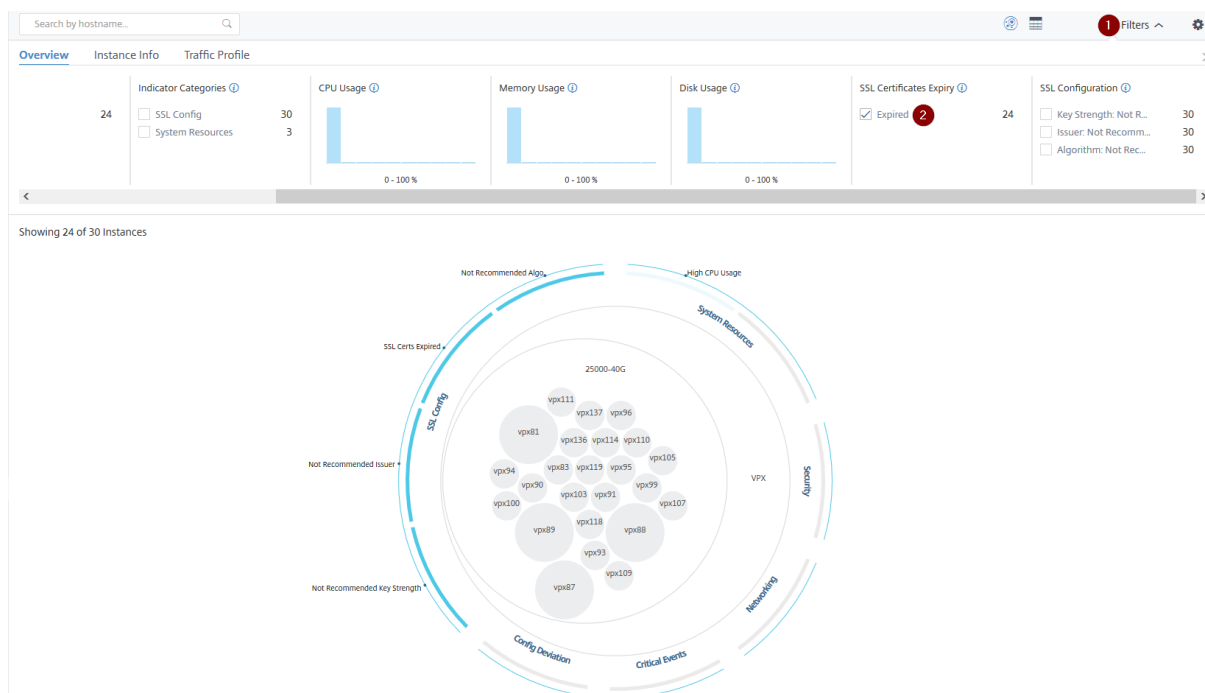 Search by hostname...
1
Filters
Overview Instance Info Traffic Profile
24
Indicator Categories
SSL Config 30
System Resources 3
CPU Usage
0 - 100 %
Memory Usage
0 - 100 %
Disk Usage
0 - 100 %
SSL Certificates Expiry
Expired 2 24
SSL Configuration
Key Strength: Not R... 30
Issuer: Not Recomm... 30
Algorithm: Not Rec... 30
Showing 24 of 30 Instances
Not Recommended Algo
High CPU Usage
System Resources
SSL Certs Expired
25000-40G
SSL Config
vpx111
vpx137 vpx96
vpx81
vpx136 vpx114 vpx110
vpx105
vpx94 vpx83 vpx119 vpx95
Not Recommended Issuer
VPX
Security
vpx90 vpx99
vpx100 vpx103 vpx91 vpx107
vpx118
vpx89 vpx88
vpx93
vpx109
vpx87
Not Recommended Key Strength
Networking
Config Deviation
Critical Events